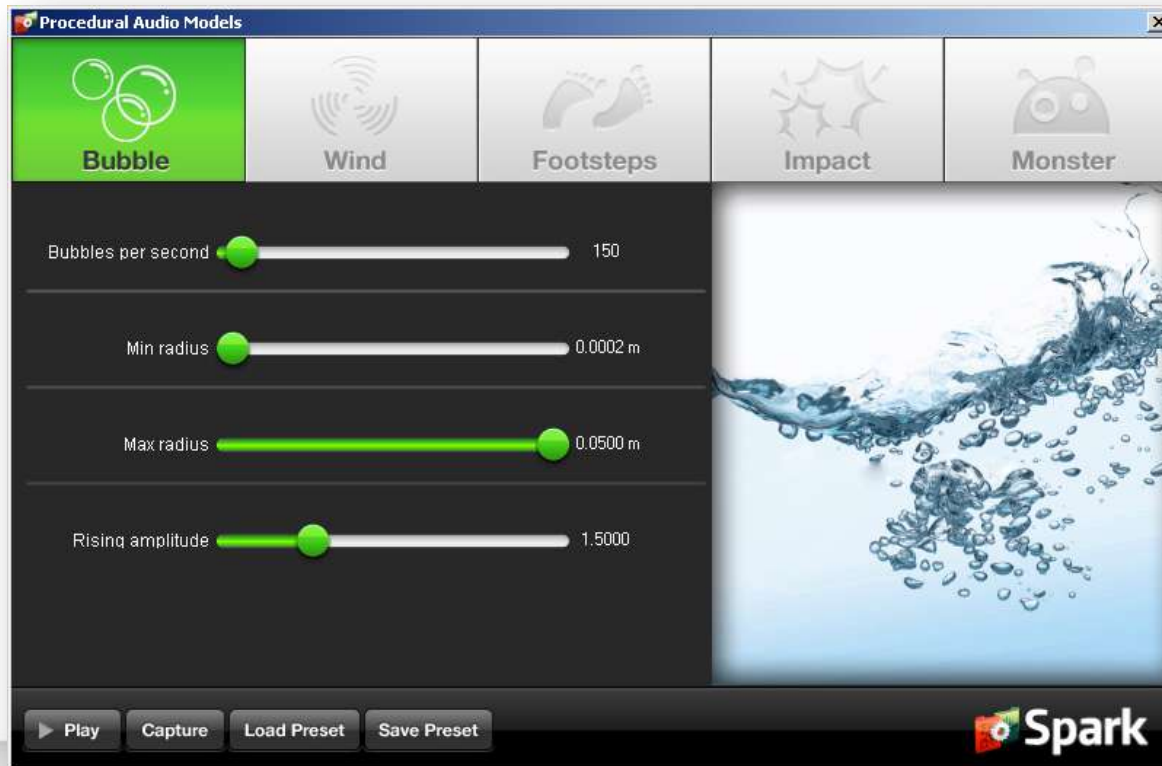 Procedural Audio Models
Bubble
Wind
Footsteps
Impact
Monster
Bubbles per second 150
Min radius 0.0002 m
Max radius 0.0500 m
Rising amplitude 1.5000
Play Capture Load Preset Save Preset
Spark